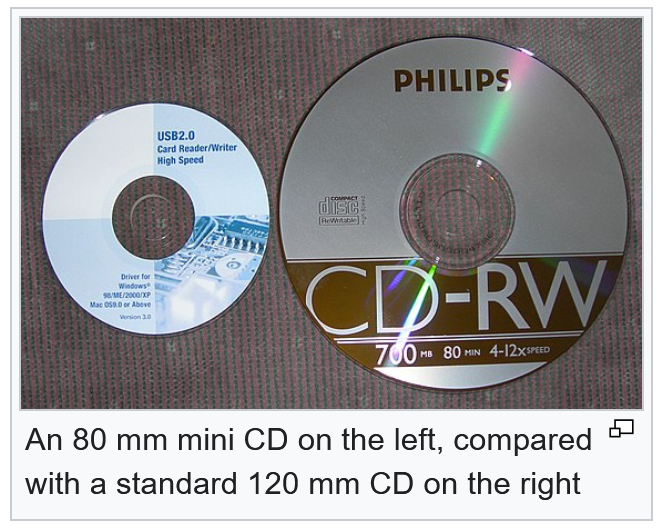 USB2.0
Card Reader/Writer
High Speed
Driver for
Windows®
98/ME/2000/XP
Mac OS9.0 or Above
Version 3.0
PHILIPS
COMPACT
disc
ReWritable
CD-RW
700 MB 80 MIN 4-12x SPEED
An 80 mm mini CD on the left, compared
with a standard 120 mm CD on the right